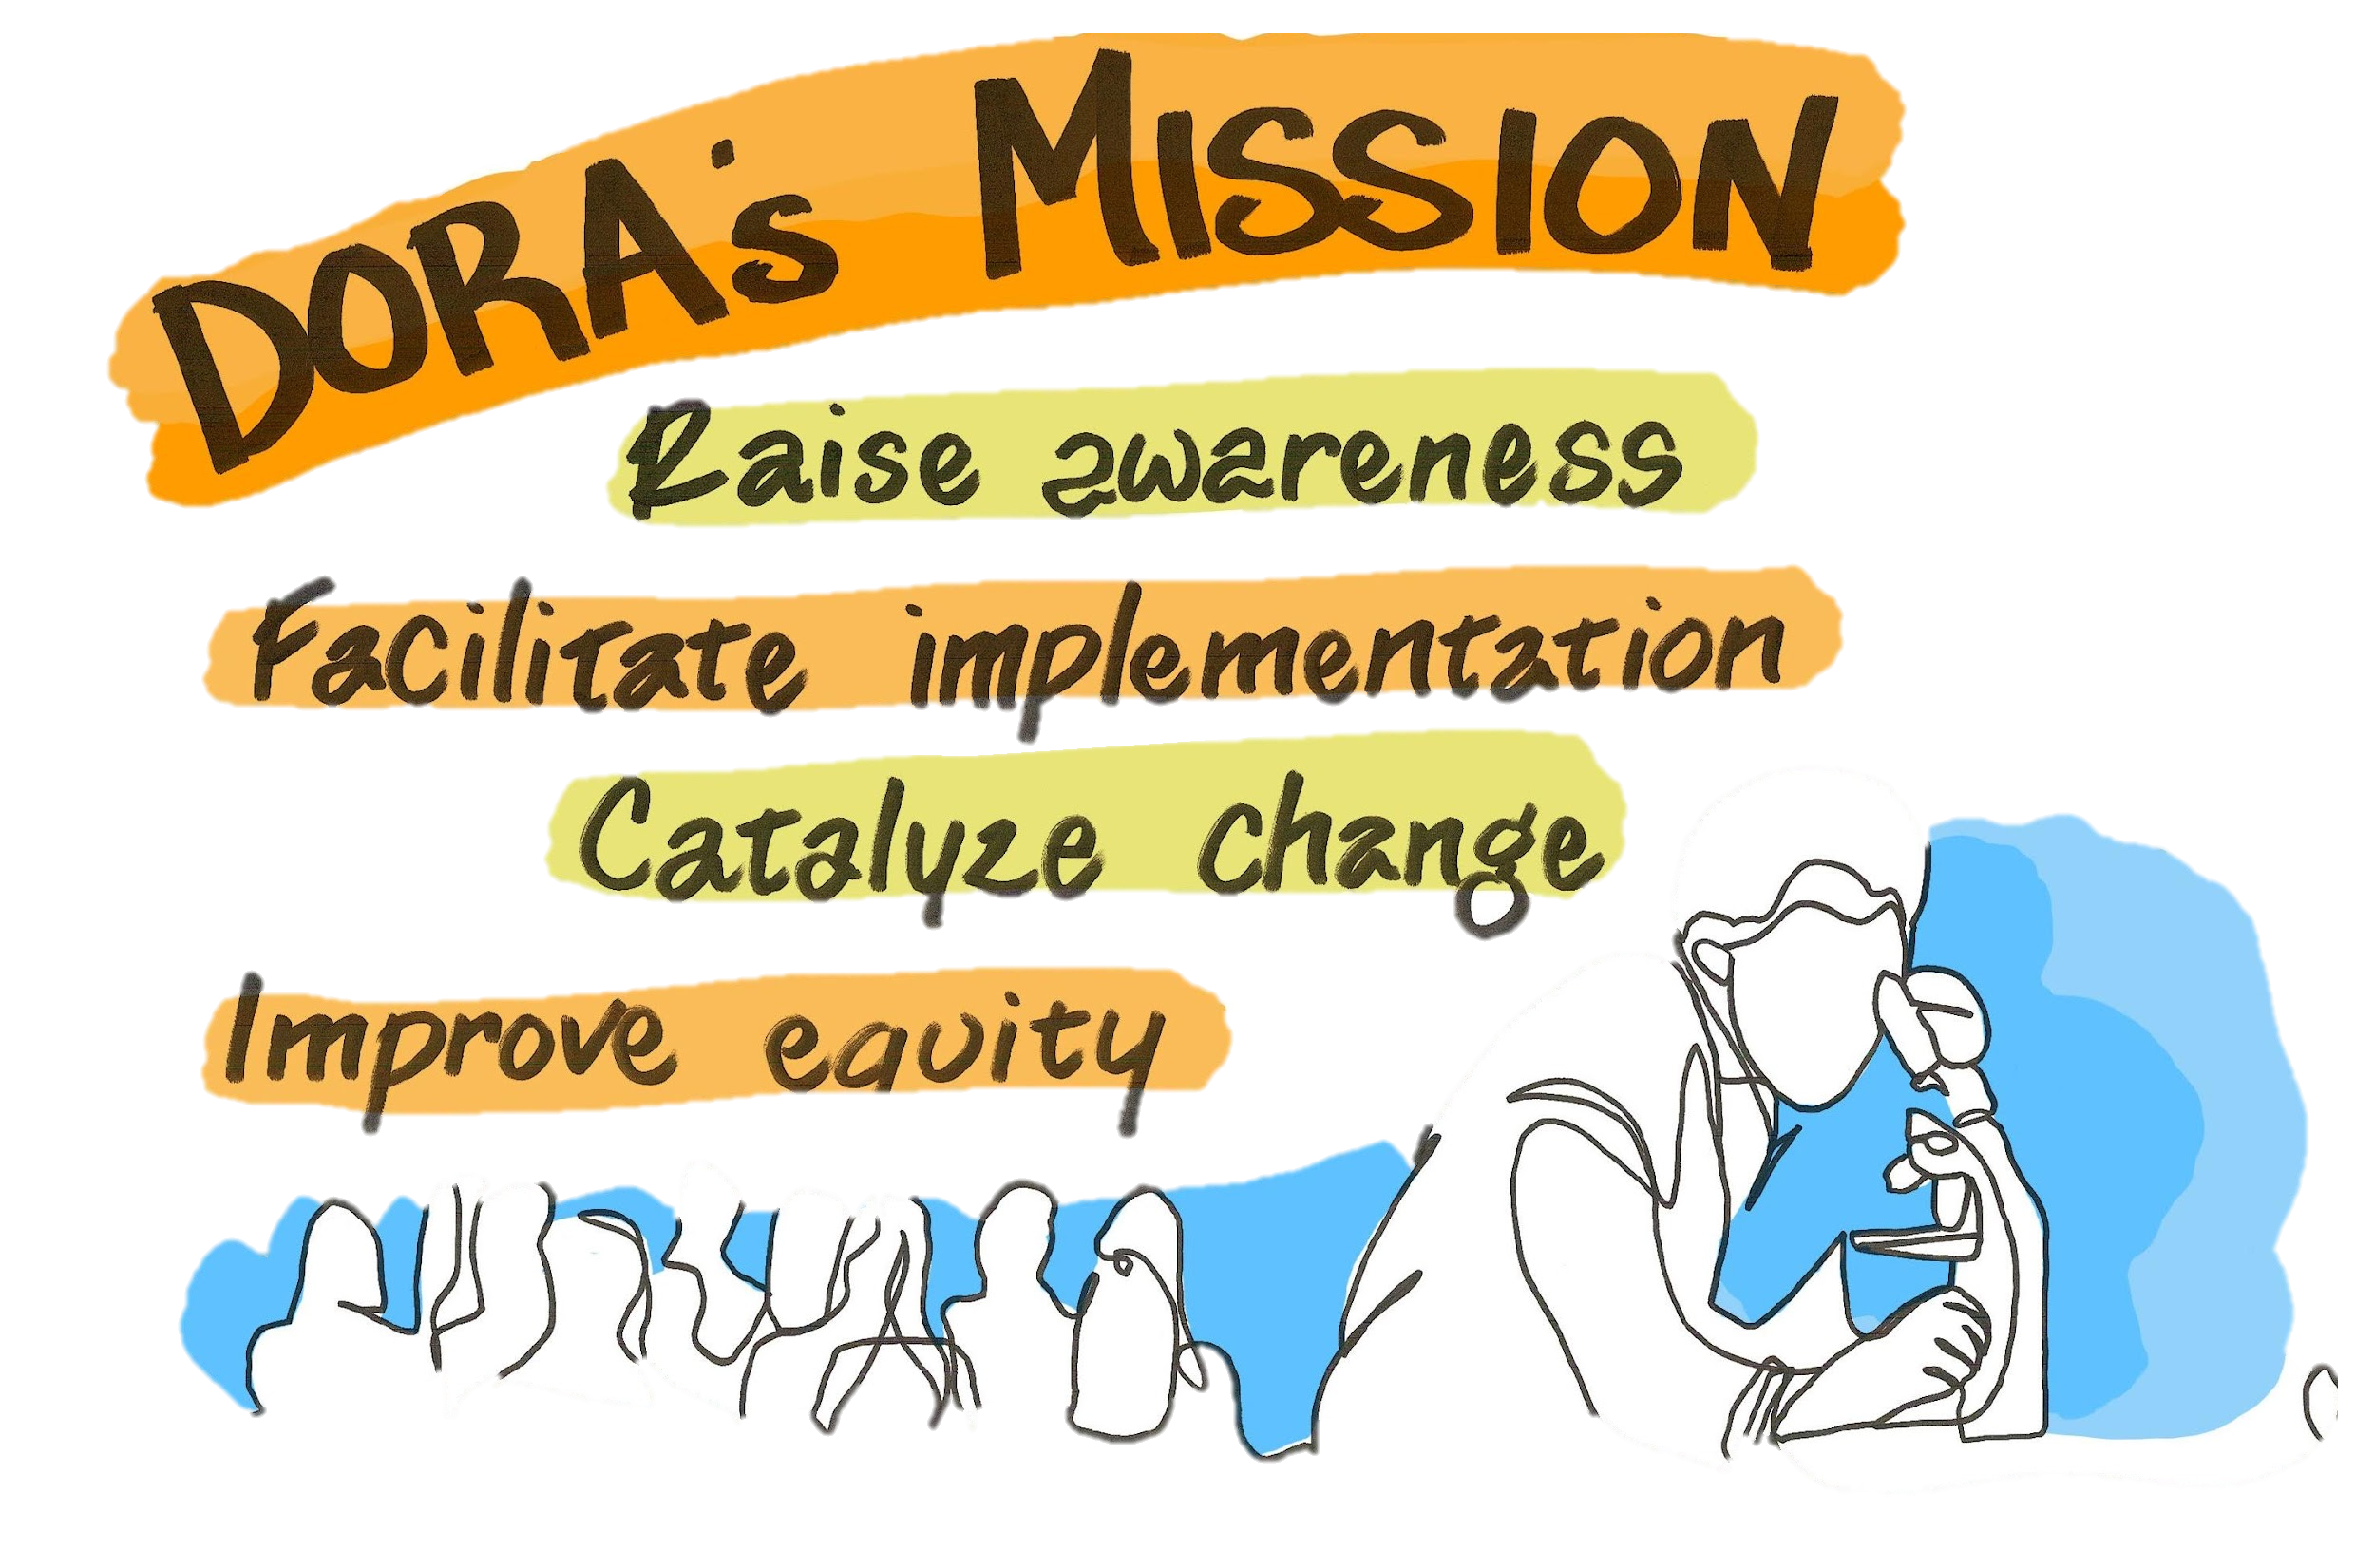 DORA's MISSION
Raise awareness
Facilitate implementation
Catalyze change
Improve equity